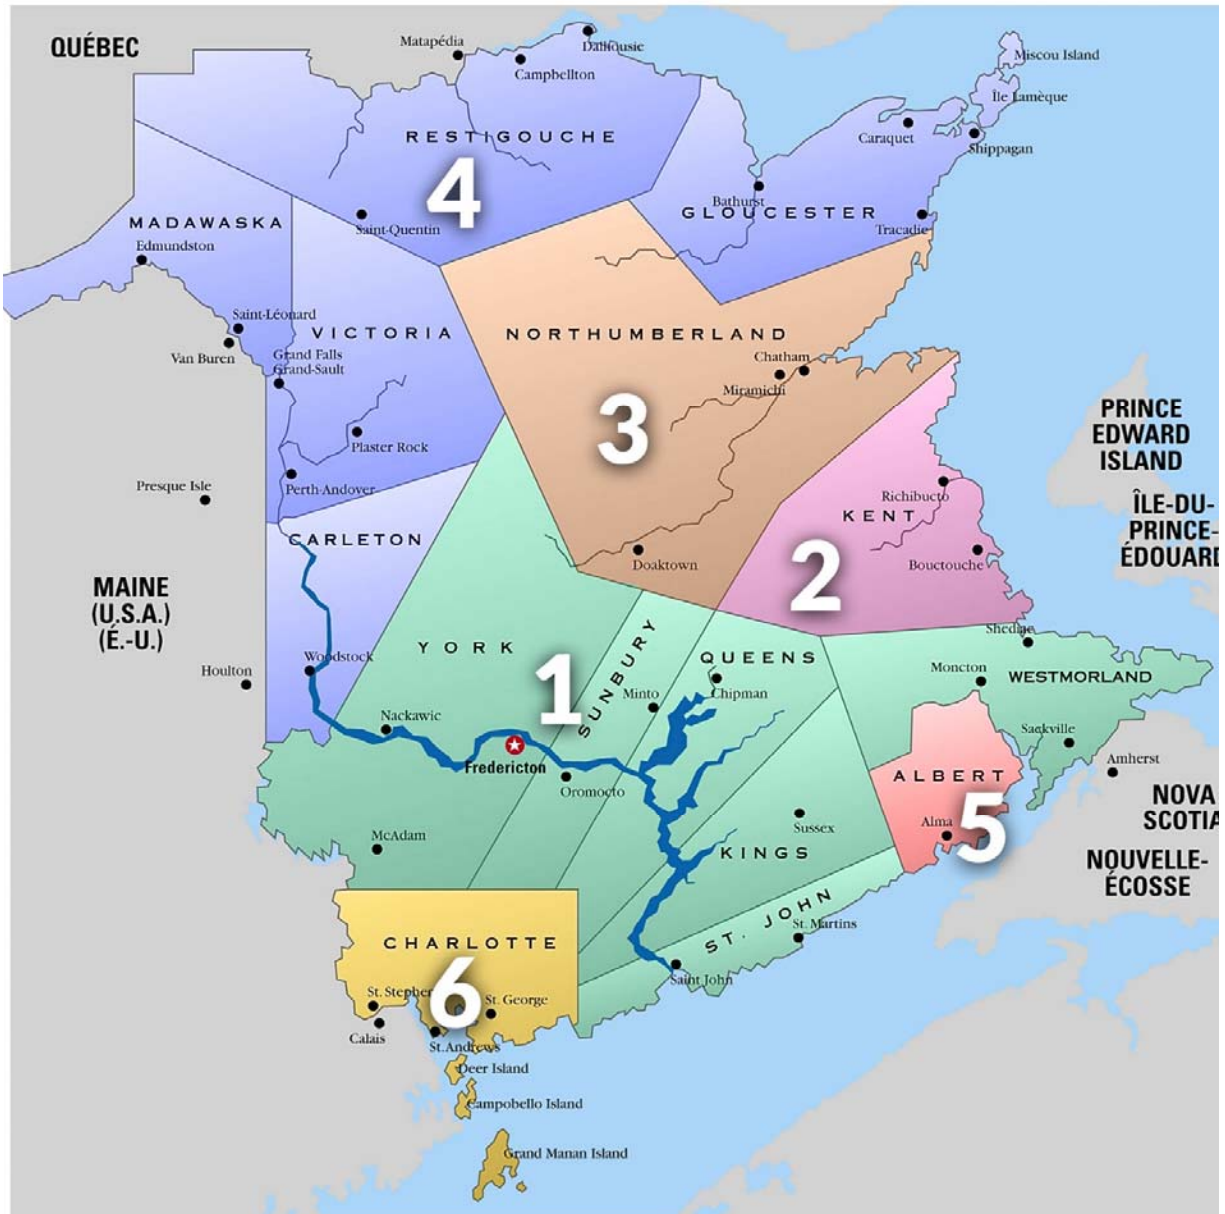 QUÉBEC
Matapédia
Dalhousie
Campbellton
Miscou Island
Île Lamèque
Caraquet
Shippagan
RESTIGOUCHE
4
Bathurst
GLOUCESTER
Tracadie
MADAWASKA
Saint-Quentin
Edmundston
Saint-Léonard
Van Buren
VICTORIA
NORTHUMBERLAND
Grand Falls
Grand-Sault
Chatham
Miramichi
3
PRINCE
EDWARD
ISLAND
Plaster Rock
Presque Isle
Perth-Andover
Richibucto
KENT
ÎLE-DU-
PRINCE-
ÉDOUARD
CARLETON
Doaktown
2
Bouctouche
MAINE
(U.S.A.)
(É.-U.)
Shediac
YORK
SUNBURY
QUEENS
Houlton
Woodstock
1
Minto
Chipman
Moncton
WESTMORLAND
Nackawic
Sackville
Fredericton
Oromocto
ALBERT
Amherst
NOVA
SCOTIA
McAdam
Sussex
Alma
5
KINGS
NOUVELLE-
ÉCOSSE
CHARLOTTE
ST. JOHN
St. Martins
6
Saint John
St. Stephen
St. George
Calais
St. Andrews
Deer Island
Campobello Island
Grand Manan Island